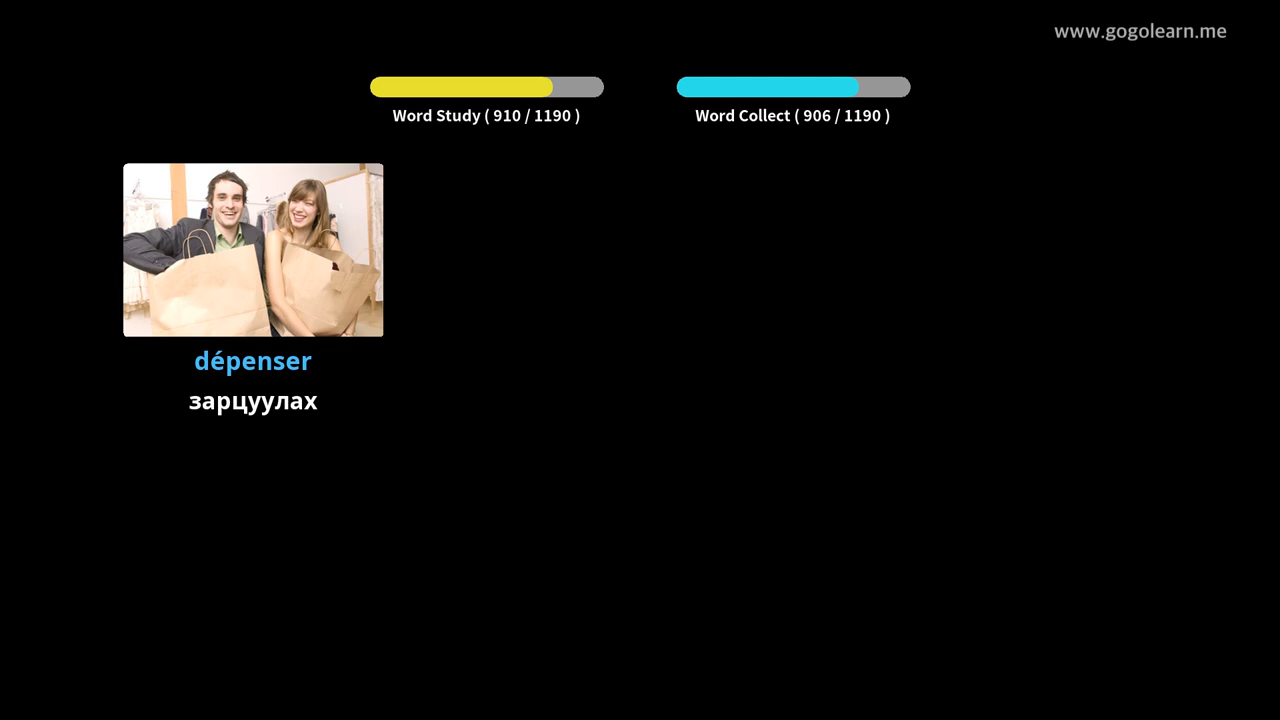 www.gogolearn.me
Word Study ( 910 / 1190 )
Word Collect ( 906 / 1190 )
dépenser
зарцуулах